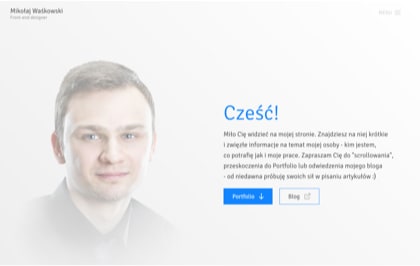 Mikołaj Waśkowski
Front-end designer
MENU
Cześć!
Miło Cię widzieć na mojej stronie. Znajdziesz na niej krótkie
i zwięzłe informacje na temat mojej osoby - kim jestem,
co potrafię jak i moje prace. Zapraszam Cię do "scrollowania",
przeskoczenia do Portfolio lub odwiedzenia mojego bloga
- od niedawna próbuję swoich sił w pisaniu artykułów :)
Portfolio
Blog